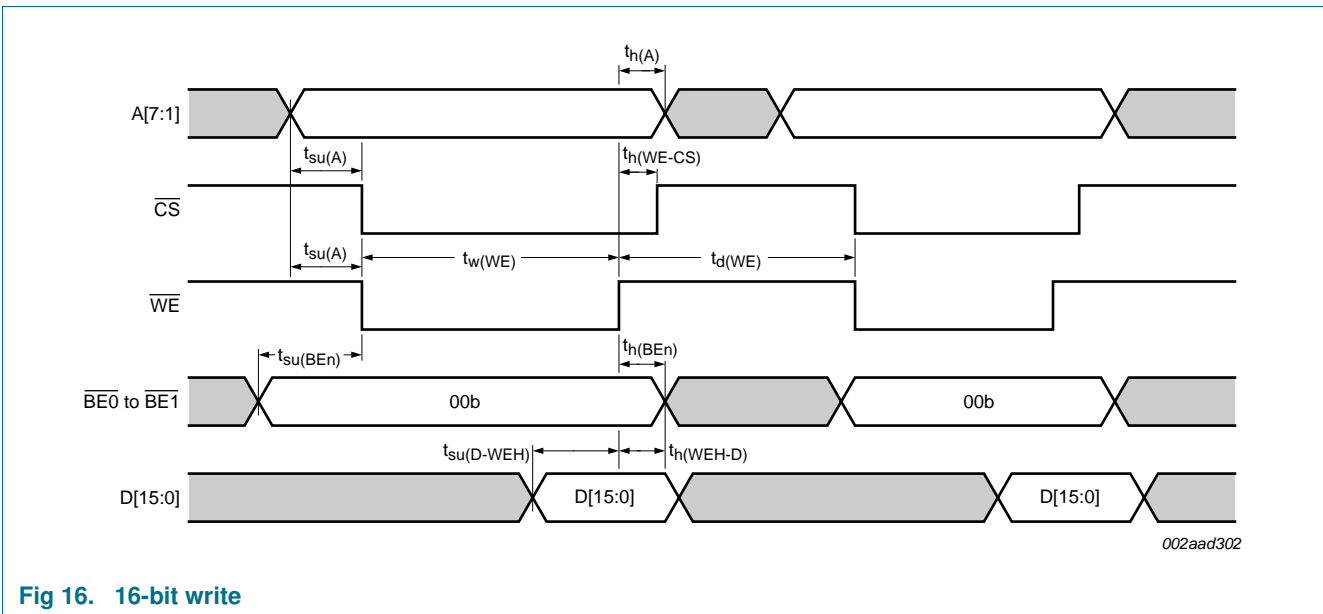 th(A)
A[7:1]
tsu(A)
th(WE-CS)
CS
tsu(A)
tw(WE)
td(WE)
WE
tsu(BEn)
th(BEn)
BE0 to BE1
00b
00b
tsu(D-WEH)
th(WEH-D)
D[15:0]
D[15:0]
D[15:0]
002aad302
Fig 16. 16-bit write